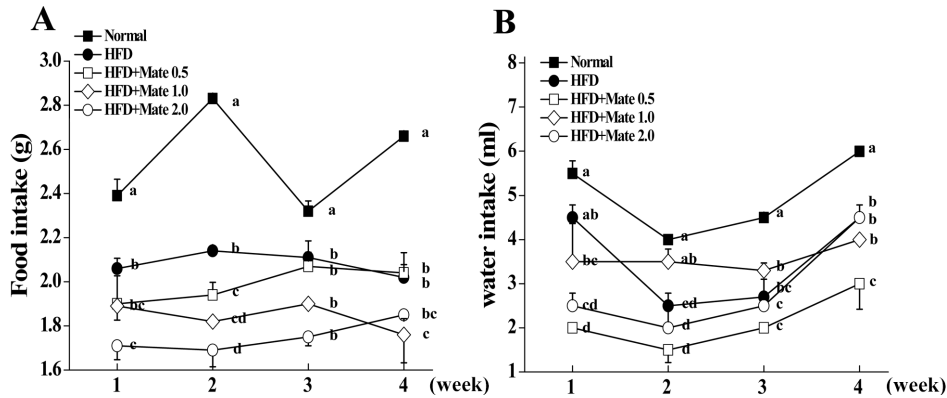 A
Normal
HFD
HFD+Mate 0.5
HFD+Mate 1.0
HFD+Mate 2.0
3.0
2.8
2.6
2.4
2.2
2.0
1.8
1.6
Food intake (g)
a
a
a
a
b
b
b
b
bc
c
b
b
cd
b
bc
c
d
b
c
1
2
3
4
(week)
B
Normal
HFD
HFD+Mate 0.5
HFD+Mate 1.0
HFD+Mate 2.0
8
7
6
5
4
3
2
1
water intake (ml)
a
a
a
a
ab
ab
b
b
b
b
bc
cd
bc
cd
d
c
c
d
d
c
1
2
3
4
(week)